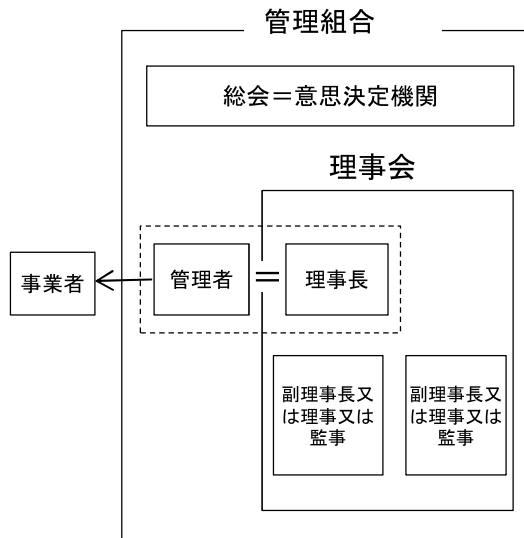 管理組合
総会＝意思決定機関
理事会
事業者
管理者
＝
理事長
副理事長又
は理事又は
監事
副理事長又
は理事又は
監事